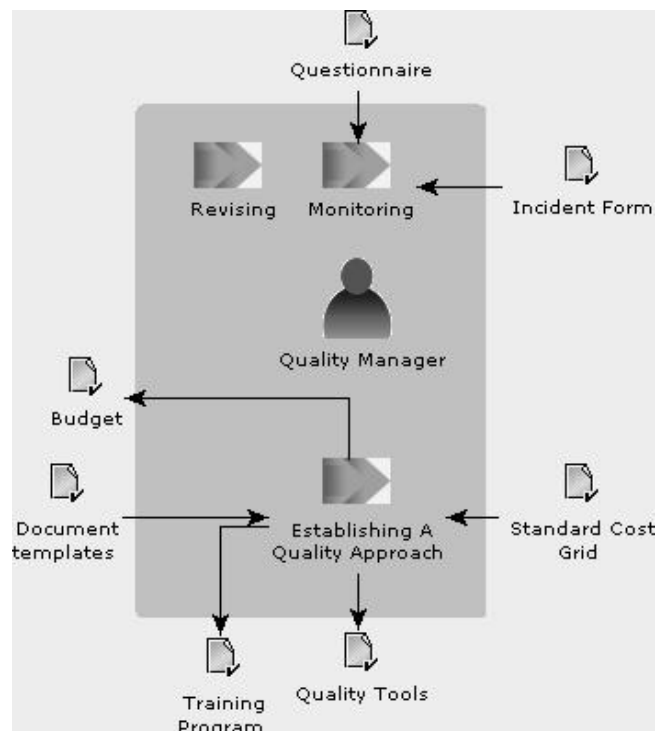 Questionnaire
Revising
Monitoring
Incident Form
Quality Manager
Budget
Document
templates
Establishing A
Quality Approach
Standard Cost
Grid
Training
Program
Quality Tools